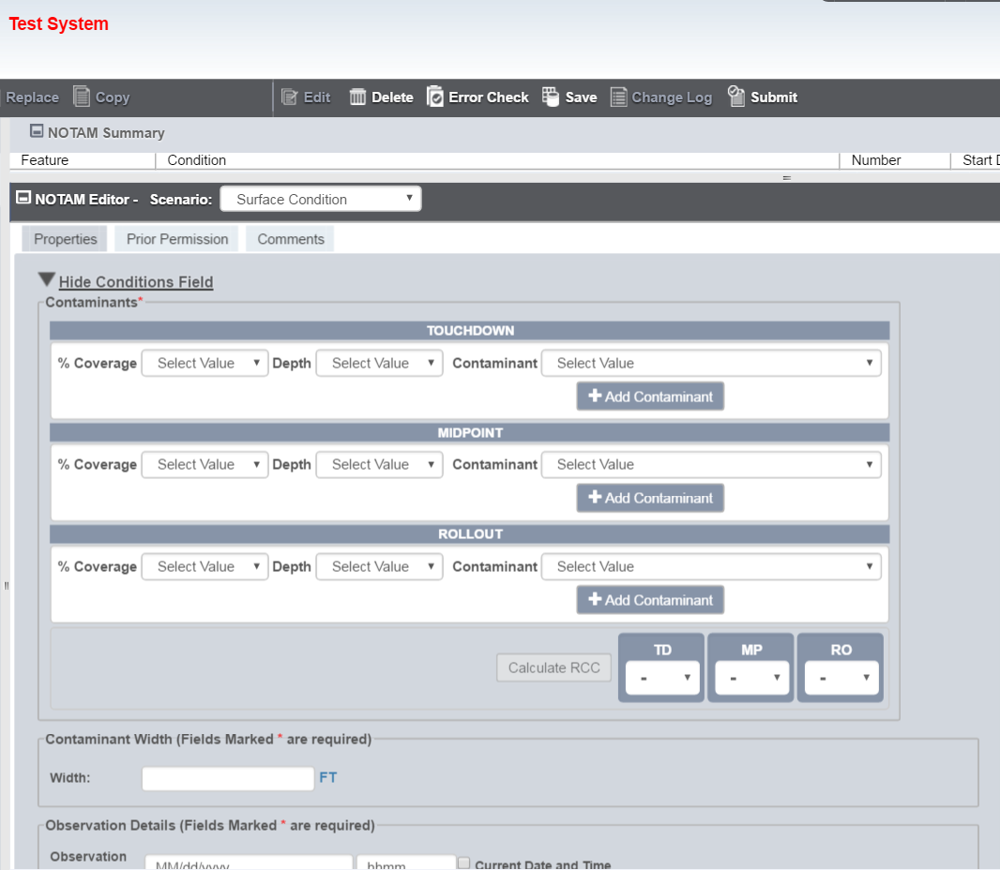 Test System
Replace Copy Edit Delete Error Check Save Change Log Submit
NOTAM Summary
Feature Condition Number Start
NOTAM Editor - Scenario: Surface Condition
Properties Prior Permission Comments
Hide Conditions Field
Contaminants*
TOUCHDOWN
% Coverage Select Value Depth Select Value Contaminant Select Value
Add Contaminant
MIDPOINT
% Coverage Select Value Depth Select Value Contaminant Select Value
Add Contaminant
ROLLOUT
% Coverage Select Value Depth Select Value Contaminant Select Value
Add Contaminant
TD MP RO
Calculate RCC - - -
Contaminant Width (Fields Marked * are required)
Width: FT
Observation Details (Fields Marked * are required)
Observation
MM/dd/yyyy hhmm Current Date and Time